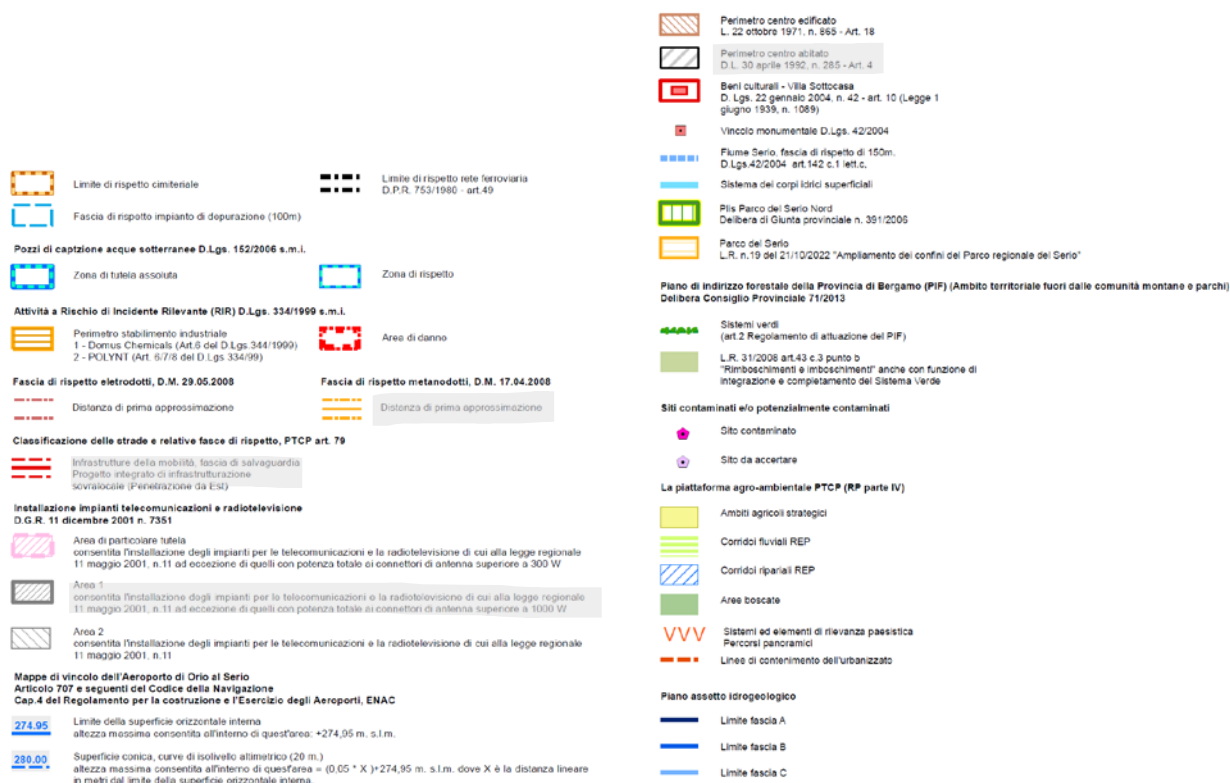 Limite di rispetto cimiteriale
Limite di rispetto rete ferroviaria
D.P.R. 753/1980 - art.49
Fascia di rispetto impianto di depurazione (100m)
Pozzi di captzione acque sotterranee D.Lgs. 152/2006 s.m.i.
Zona di tutela assoluta
Zona di rispetto
Attività a Rischio di Incidente Rilevante (RIR) D.Lgs. 334/1999 s.m.i.
Perimetro stabilimento industriale
1 - Domus Chemicals (Art.6 del D.Lgs.344/1999)
2 - POLYNT (Art. 6/7/8 del D.Lgs 334/99)
Area di danno
Fascia di rispetto eletrodotti, D.M. 29.05.2008
Fascia di rispetto metanodotti, D.M. 17.04.2008
Distanza di prima approssimazione
Distanza di prima approssimazione
Classificazione delle strade e relative fasce di rispetto, PTCP art. 79
Infrastrutture della mobilità, fascia di salvaguardia
Progetto integrato di infrastrutturazione
sovralocale (Penetrazione da Est)
Installazione impianti telecomunicazioni e radiotelevisione
D.G.R. 11 dicembre 2001 n. 7351
Area di particolare tutela
consentita l'installazione degli impianti per le telecomunicazioni e la radiotelevisione di cui alla legge regionale
11 maggio 2001, n.11 ad eccezione di quelli con potenza totale ai connettori di antenna superiore a 300 W
Area 1
consentita l'installazione degli impianti per le telecomunicazioni e la radiotelevisione di cui alla legge regionale
11 maggio 2001, n.11 ad eccezione di quelli con potenza totale ai connettori di antenna superiore a 1000 W
Area 2
consentita l'installazione degli impianti per le telecomunicazioni e la radiotelevisione di cui alla legge regionale
11 maggio 2001, n.11
Mappe di vincolo dell'Aeroporto di Orio al Serio
Articolo 707 e seguenti del Codice della Navigazione
Cap.4 del Regolamento per la costruzione e l'Esercizio degli Aeroporti, ENAC
274.95
Limite della superficie orizzontale interna
altezza massima consentita all'interno di quest'area: +274,95 m. s.l.m.
280.00
Superficie conica, curve di isolivello altimetrico (20 m.)
altezza massima consentita all'interno di quest'area = (0,05 * X )+274,95 m. s.l.m. dove X è la distanza lineare
in metri dal limite della superficie orizzontale interna.
Perimetro centro edificato
L. 22 ottobre 1971, n. 865 - Art. 18
Perimetro centro abitato
D.L. 30 aprile 1992, n. 285 - Art. 4
Beni culturali - Villa Sottocasa
D. Lgs. 22 gennaio 2004, n. 42 - art. 10 (Legge 1
giugno 1939, n. 1089)
Vincolo monumentale D.Lgs. 42/2004
Fiume Serio, fascia di rispetto di 150m.
D.Lgs.42/2004 art.142 c.1 lett.c.
Sistema dei corpi idrici superficiali
Plis Parco del Serio Nord
Delibera di Giunta provinciale n. 391/2006
Parco del Serio
L.R. n.19 del 21/10/2022 "Ampliamento dei confini del Parco regionale del Serio"
Piano di indirizzo forestale della Provincia di Bergamo (PIF) (Ambito territoriale fuori dalle comunità montane e parchi)
Delibera Consiglio Provinciale 71/2013
Sistemi verdi
(art.2 Regolamento di attuazione del PIF)
L.R. 31/2008 art.43 c.3 punto b
"Rimboschimenti e imboschimenti" anche con funzione di
integrazione e completamento del Sistema Verde
Siti contaminati e/o potenzialmente contaminati
Sito contaminato
Sito da accertare
La piattaforma agro-ambientale PTCP (RP parte IV)
Ambiti agricoli strategici
Corridoi fluviali REP
Corridoi ripariali REP
Aree boscate
Sistemi ed elementi di rilevanza paesistica
Percorsi panoramici
Linee di contenimento dell'urbanizzato
Piano assetto idrogeologico
Limite fascia A
Limite fascia B
Limite fascia C